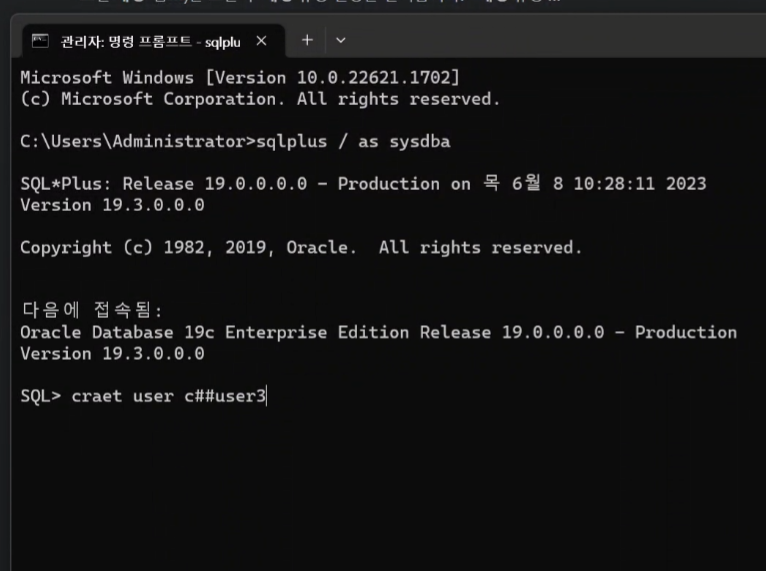 관리자: 명령 프롬프트 - sqlplu
Microsoft Windows [Version 10.0.22621.1702]
(c) Microsoft Corporation. All rights reserved.
C:\Users\Administrator>sqlplus / as sysdba
SQL*Plus: Release 19.0.0.0.0 - Production on 목 6월 8 10:28:11 2023
Version 19.3.0.0.0
Copyright (c) 1982, 2019, Oracle.  All rights reserved.
다음에 접속됨:
Oracle Database 19c Enterprise Edition Release 19.0.0.0.0 - Production
Version 19.3.0.0.0
SQL> craet user c##user3